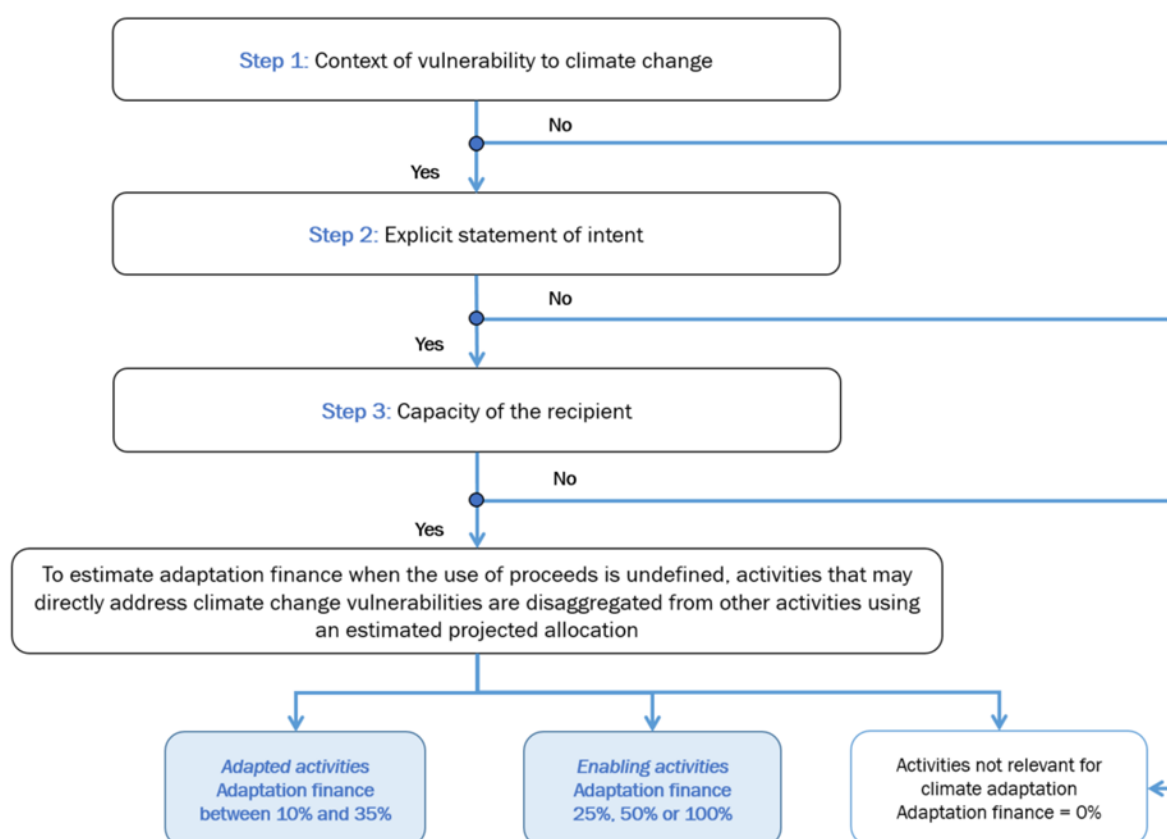 Step 1: Context of vulnerability to climate change
No
Yes
Step 2: Explicit statement of intent
No
Yes
Step 3: Capacity of the recipient
No
Yes
To estimate adaptation finance when the use of proceeds is undefined, activities that may
directly address climate change vulnerabilities are disaggregated from other activities using
an estimated projected allocation
Adapted activities
Adaptation finance
between 10% and 35%
Enabling activities
Adaptation finance
25%, 50% or 100%
Activities not relevant for
climate adaptation
Adaptation finance = 0%